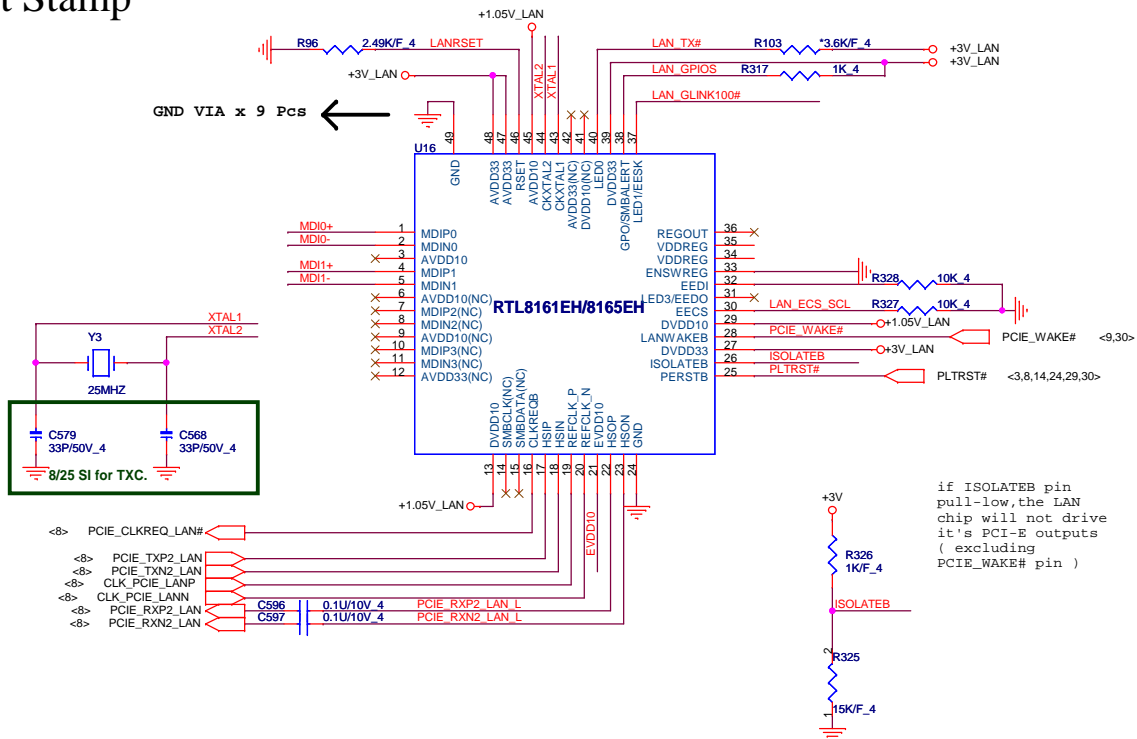 t Stamp
+1.05V_LAN
R96 2.49K/F_4 LANRSET
+3V_LAN
XTAL2
XTAL1
LAN_TX# R103 *3.6K/F_4 +3V_LAN
+3V_LAN
LAN_GPIOS R317 1K_4
LAN_GLINK100#
GND VIA x 9 Pcs
U16
49 GND
48 AVDD33
47 AVDD33
46 RSET
45 AVDD10
44 CKXTAL2
43 CKXTAL1
42 AVDD33(NC)
41 DVDD10(NC)
40 LED0
39 DVDD33
38 GPO/SMBALERT
37 LED1/EESK
MDI0+ 1 MDIP0
MDI0- 2 MDIN0
3 AVDD10
MDI1+ 4 MDIP1
MDI1- 5 MDIN1
6 AVDD10(NC)
7 MDIP2(NC)
8 MDIN2(NC)
9 AVDD10(NC)
10 MDIP3(NC)
11 MDIN3(NC)
12 AVDD33(NC)
RTL8161EH/8165EH
REGOUT 36
VDDREG 35
VDDREG 34
ENSWREG 33
EEDI 32 R328 10K_4
LED3/EEDO 31
EECS 30 LAN_ECS_SCL R327 10K_4
DVDD10 29 +1.05V_LAN
LANWAKEB 28 PCIE_WAKE# PCIE_WAKE# <9,30>
DVDD33 27 +3V_LAN
ISOLATEB 26 ISOLATEB
PERSTB 25 PLTRST# PLTRST# <3,8,14,24,29,30>
DVDD10 13
SMBCLK(NC) 14
SMBDATA(NC) 15
CLKREQB 16
HSIP 17
HSIN 18
REFCLK_P 19
REFCLK_N 20
EVDD10 21
HSOP 22
HSON 23
GND 24
XTAL1
XTAL2
Y3
25MHZ
C579
33P/50V_4
C568
33P/50V_4
8/25 SI for TXC.
+1.05V_LAN
EVDD10
<8> PCIE_CLKREQ_LAN#
<8> PCIE_TXP2_LAN
<8> PCIE_TXN2_LAN
<8> CLK_PCIE_LANP
<8> CLK_PCIE_LANN
<8> PCIE_RXP2_LAN C596 0.1U/10V_4 PCIE_RXP2_LAN_L
<8> PCIE_RXN2_LAN C597 0.1U/10V_4 PCIE_RXN2_LAN_L
+3V
R326
1K/F_4
ISOLATEB
2
R325
1
15K/F_4
if ISOLATEB pin
pull-low,the LAN
chip will not drive
it's PCI-E outputs
( excluding
PCIE_WAKE# pin )